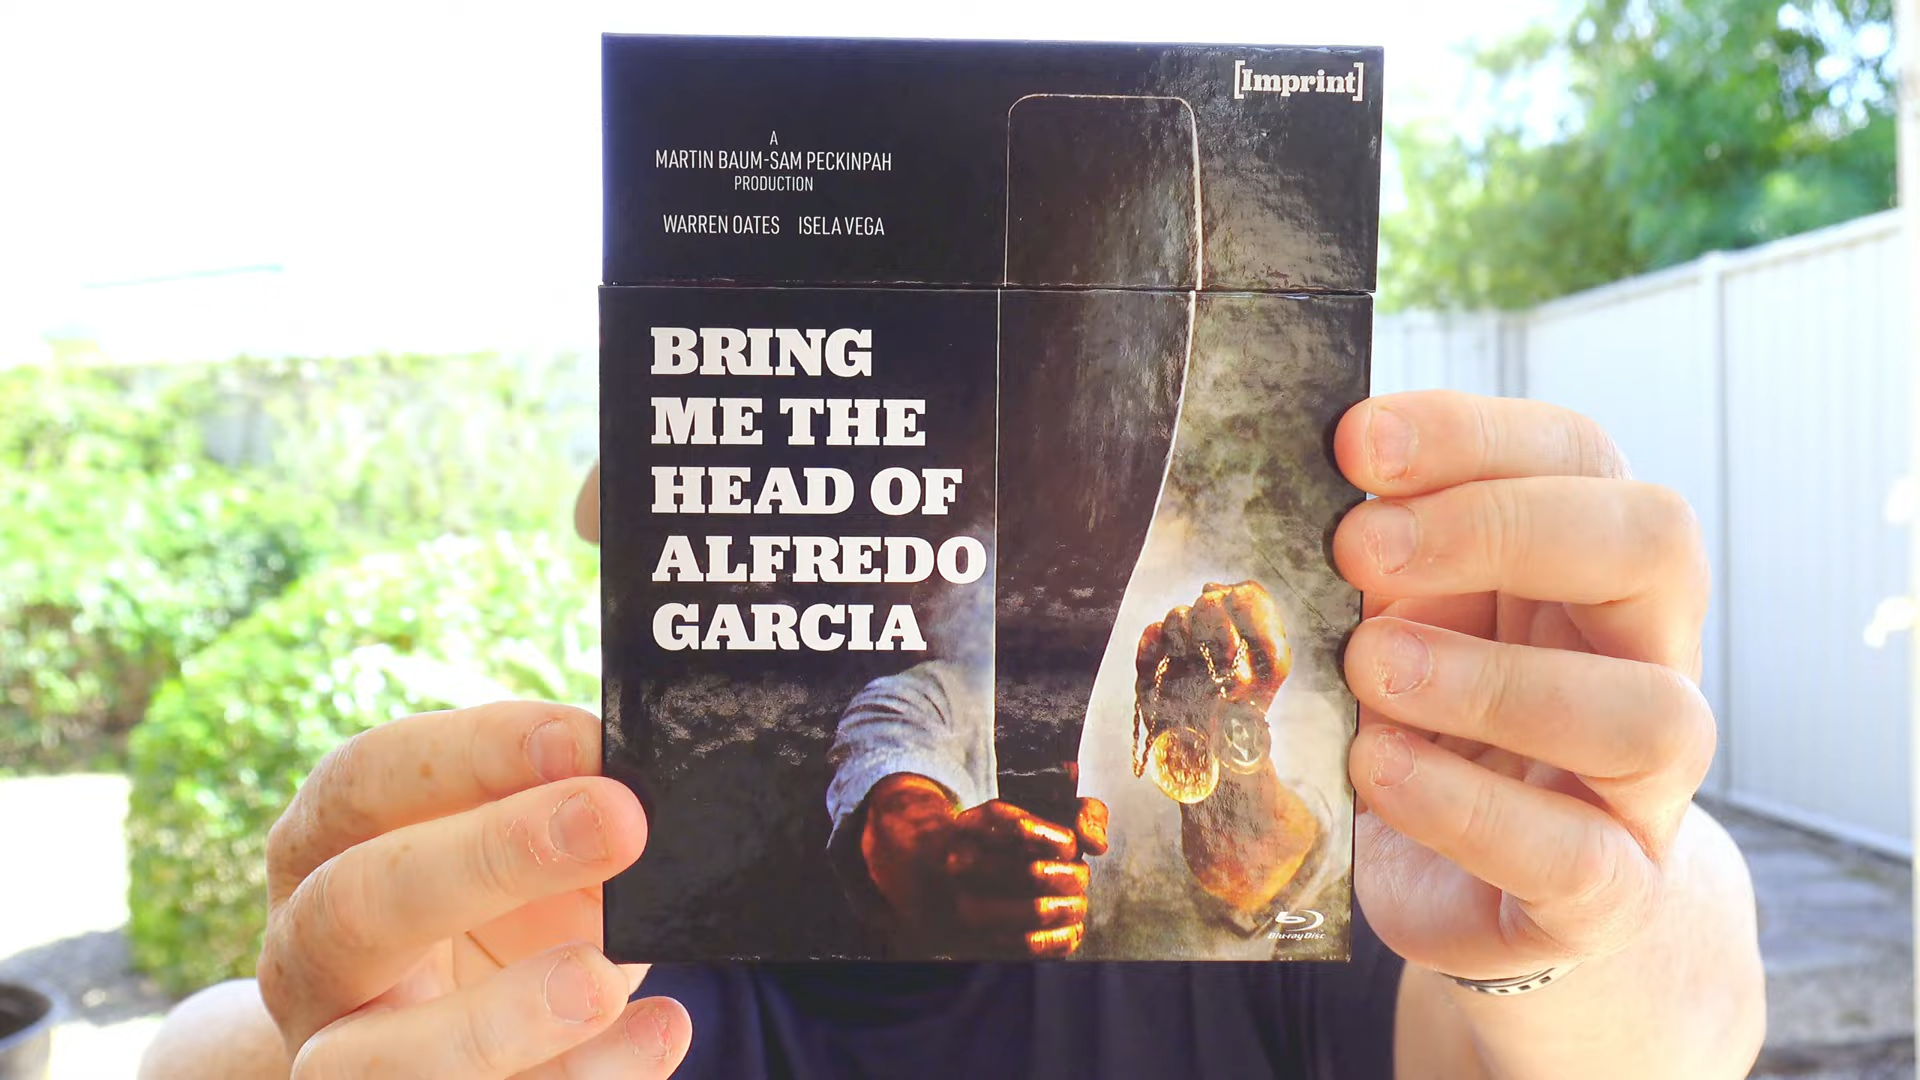 [Imprint]
A
MARTIN BAUM-SAM PECKINPAH
PRODUCTION
WARREN OATES ISELA VEGA
BRING
ME THE
HEAD OF
ALFREDO
GARCIA
Blu-ray Disc